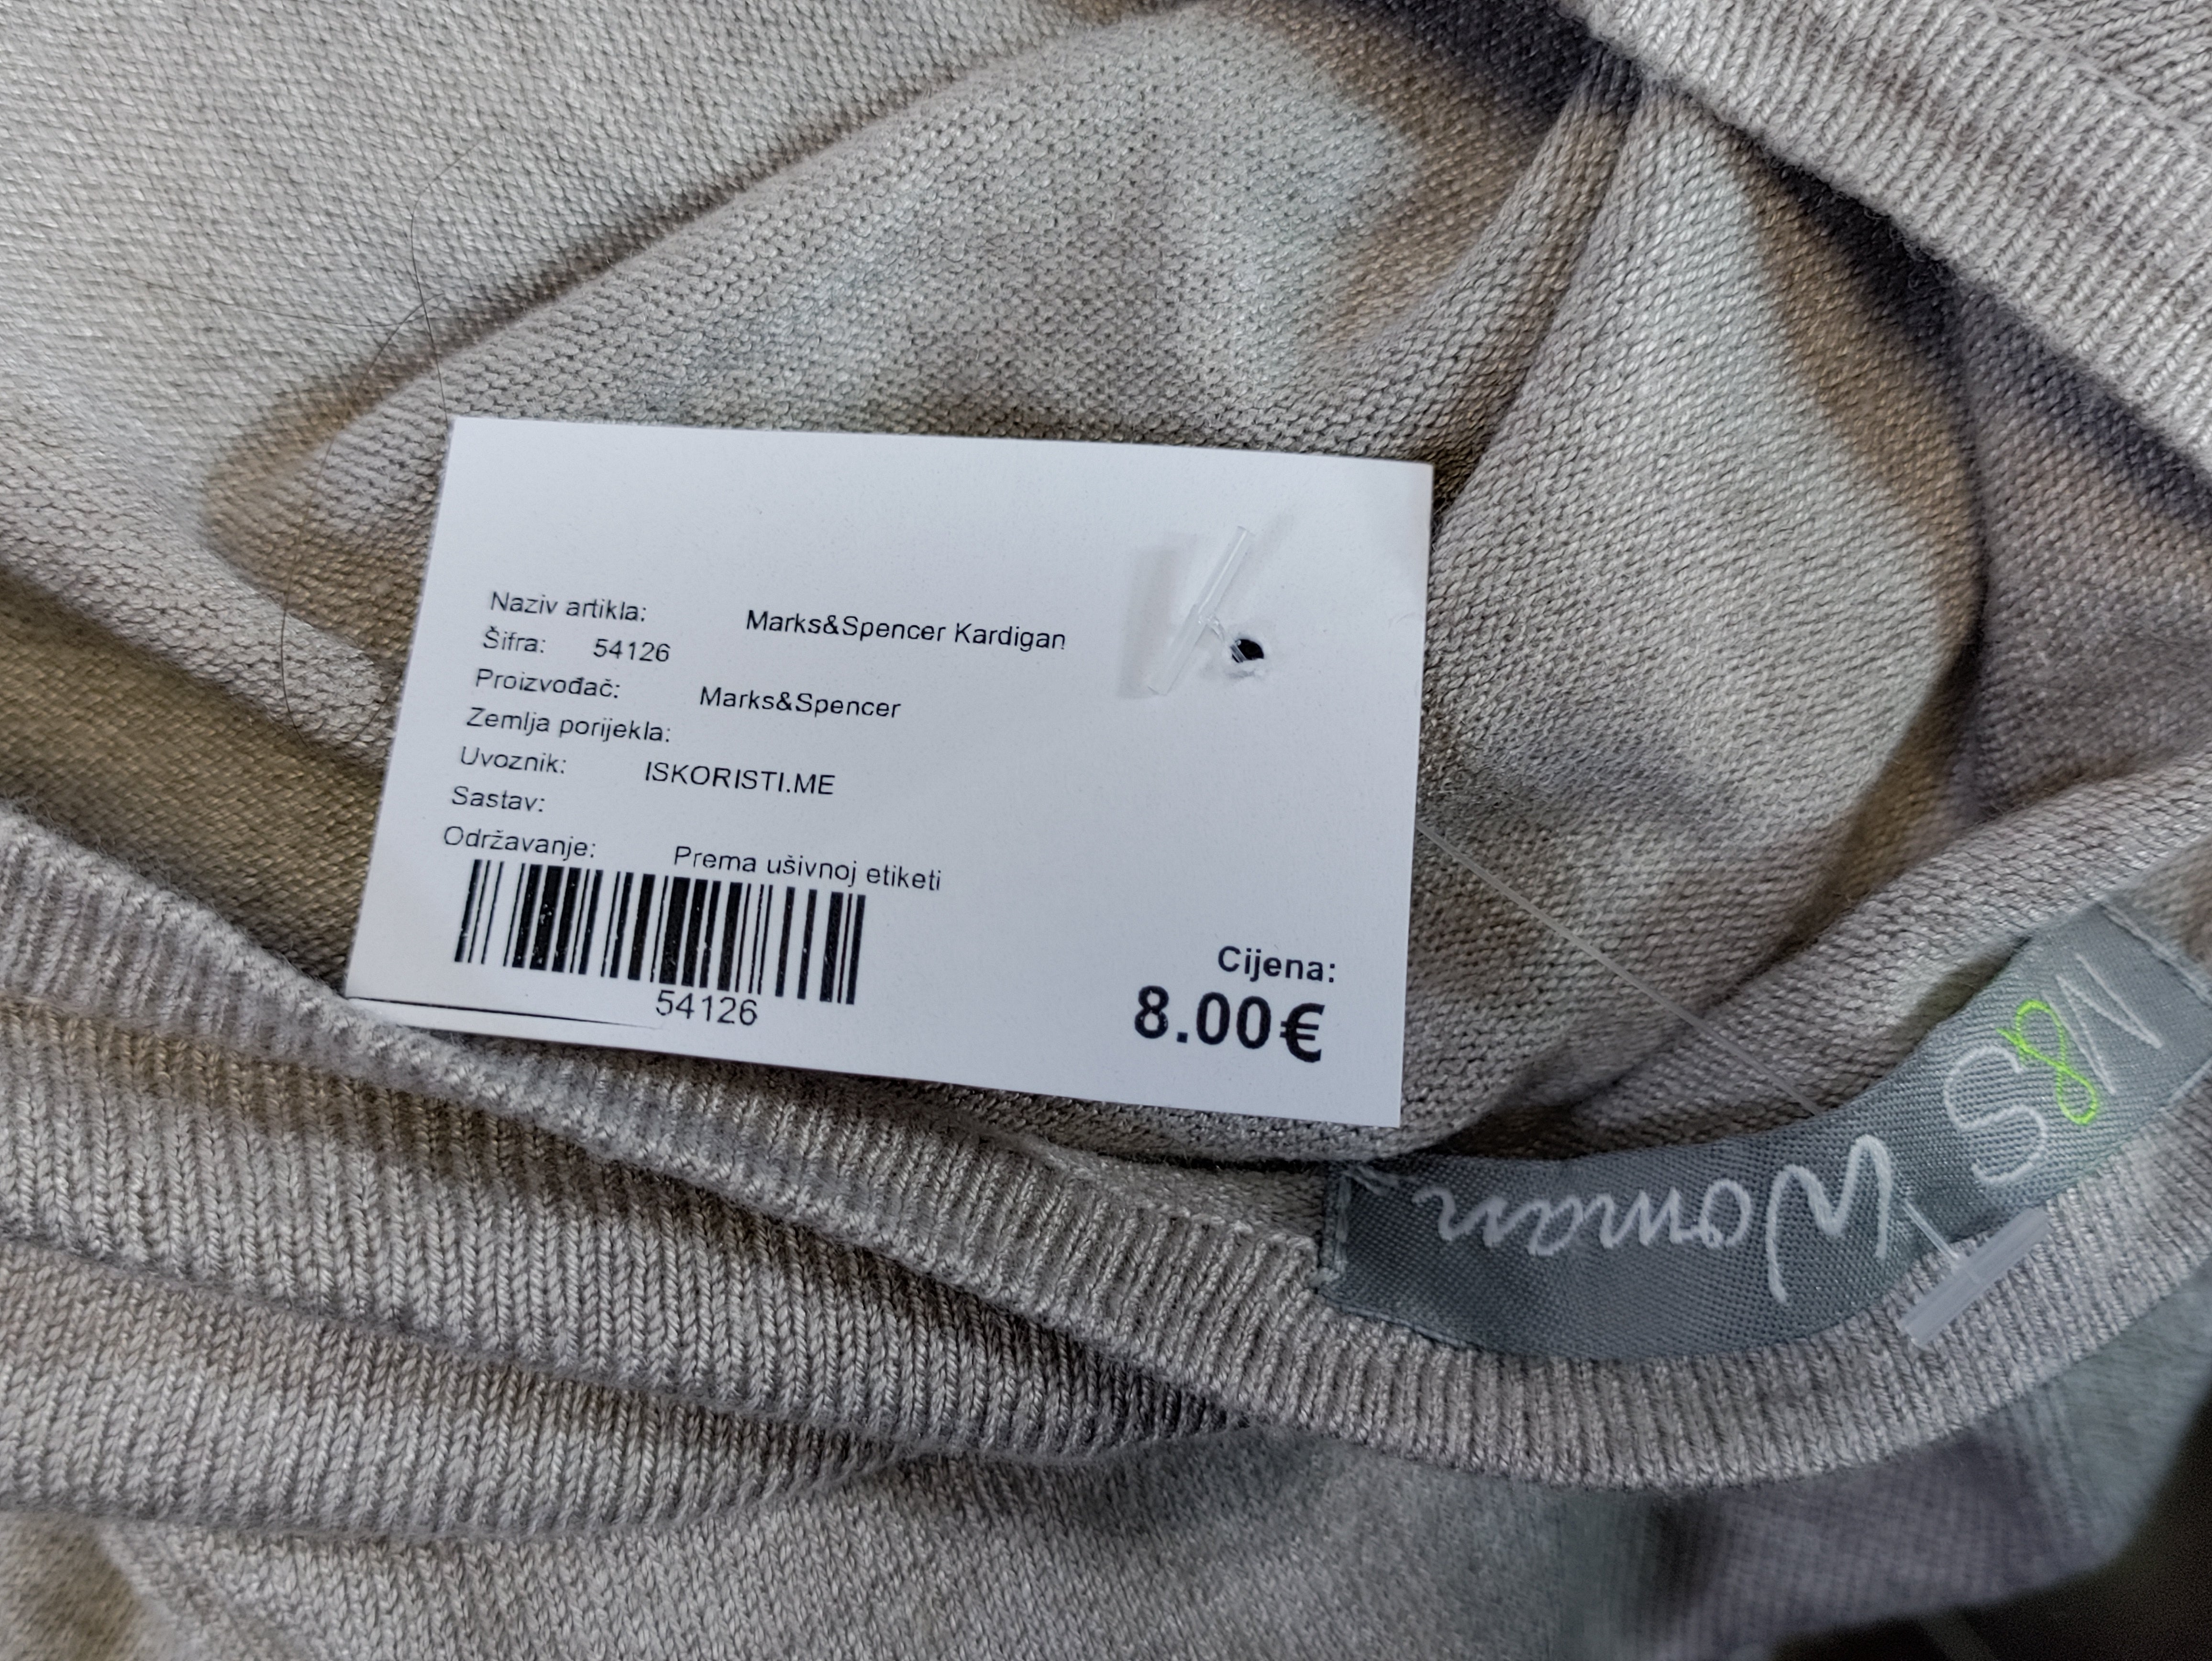 Naziv artikla: Marks&Spencer Kardigan
Šifra: 54126
Proizvođač: Marks&Spencer
Zemlja porijekla:
Uvoznik: ISKORISTI.ME
Sastav:
Održavanje: Prema ušivnoj etiketi
54126
Cijena:
8.00€
M&S
Woman